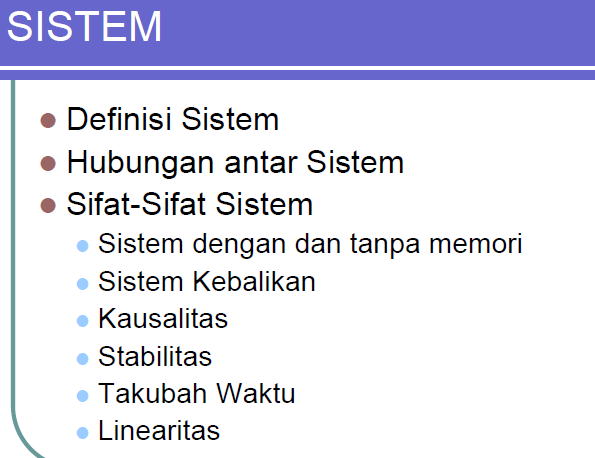 SISTEM
Definisi Sistem
Hubungan antar Sistem
Sifat-Sifat Sistem
Sistem dengan dan tanpa memori
Sistem Kebalikan
Kausalitas
Stabilitas
Takubah Waktu
Linearitas